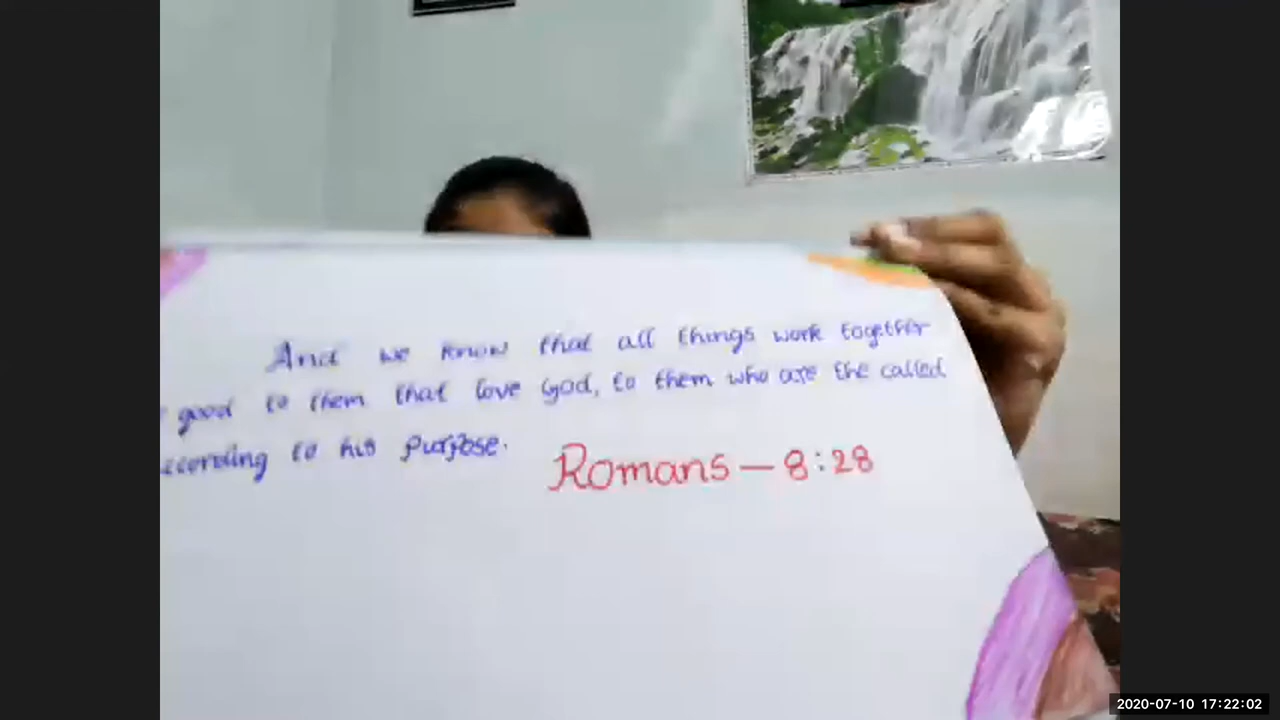 And we know that all things work together
good to them that love God, to them who are the called
ccording to his purpose.
Romans — 8:28
2020-07-10 17:22:02